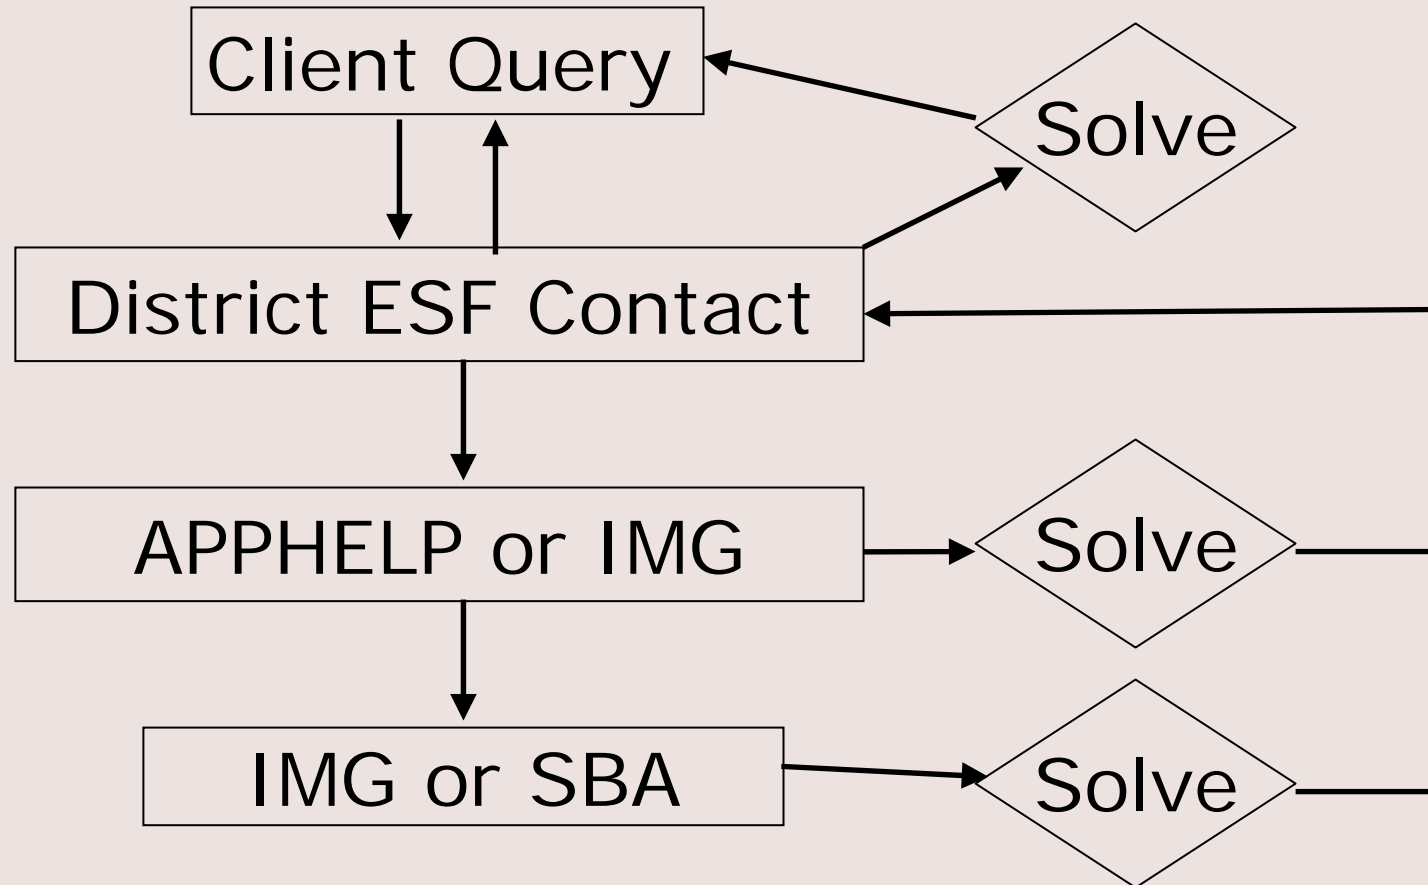 Client Query
Solve
District ESF Contact
APPHELP or IMG
Solve
IMG or SBA
Solve